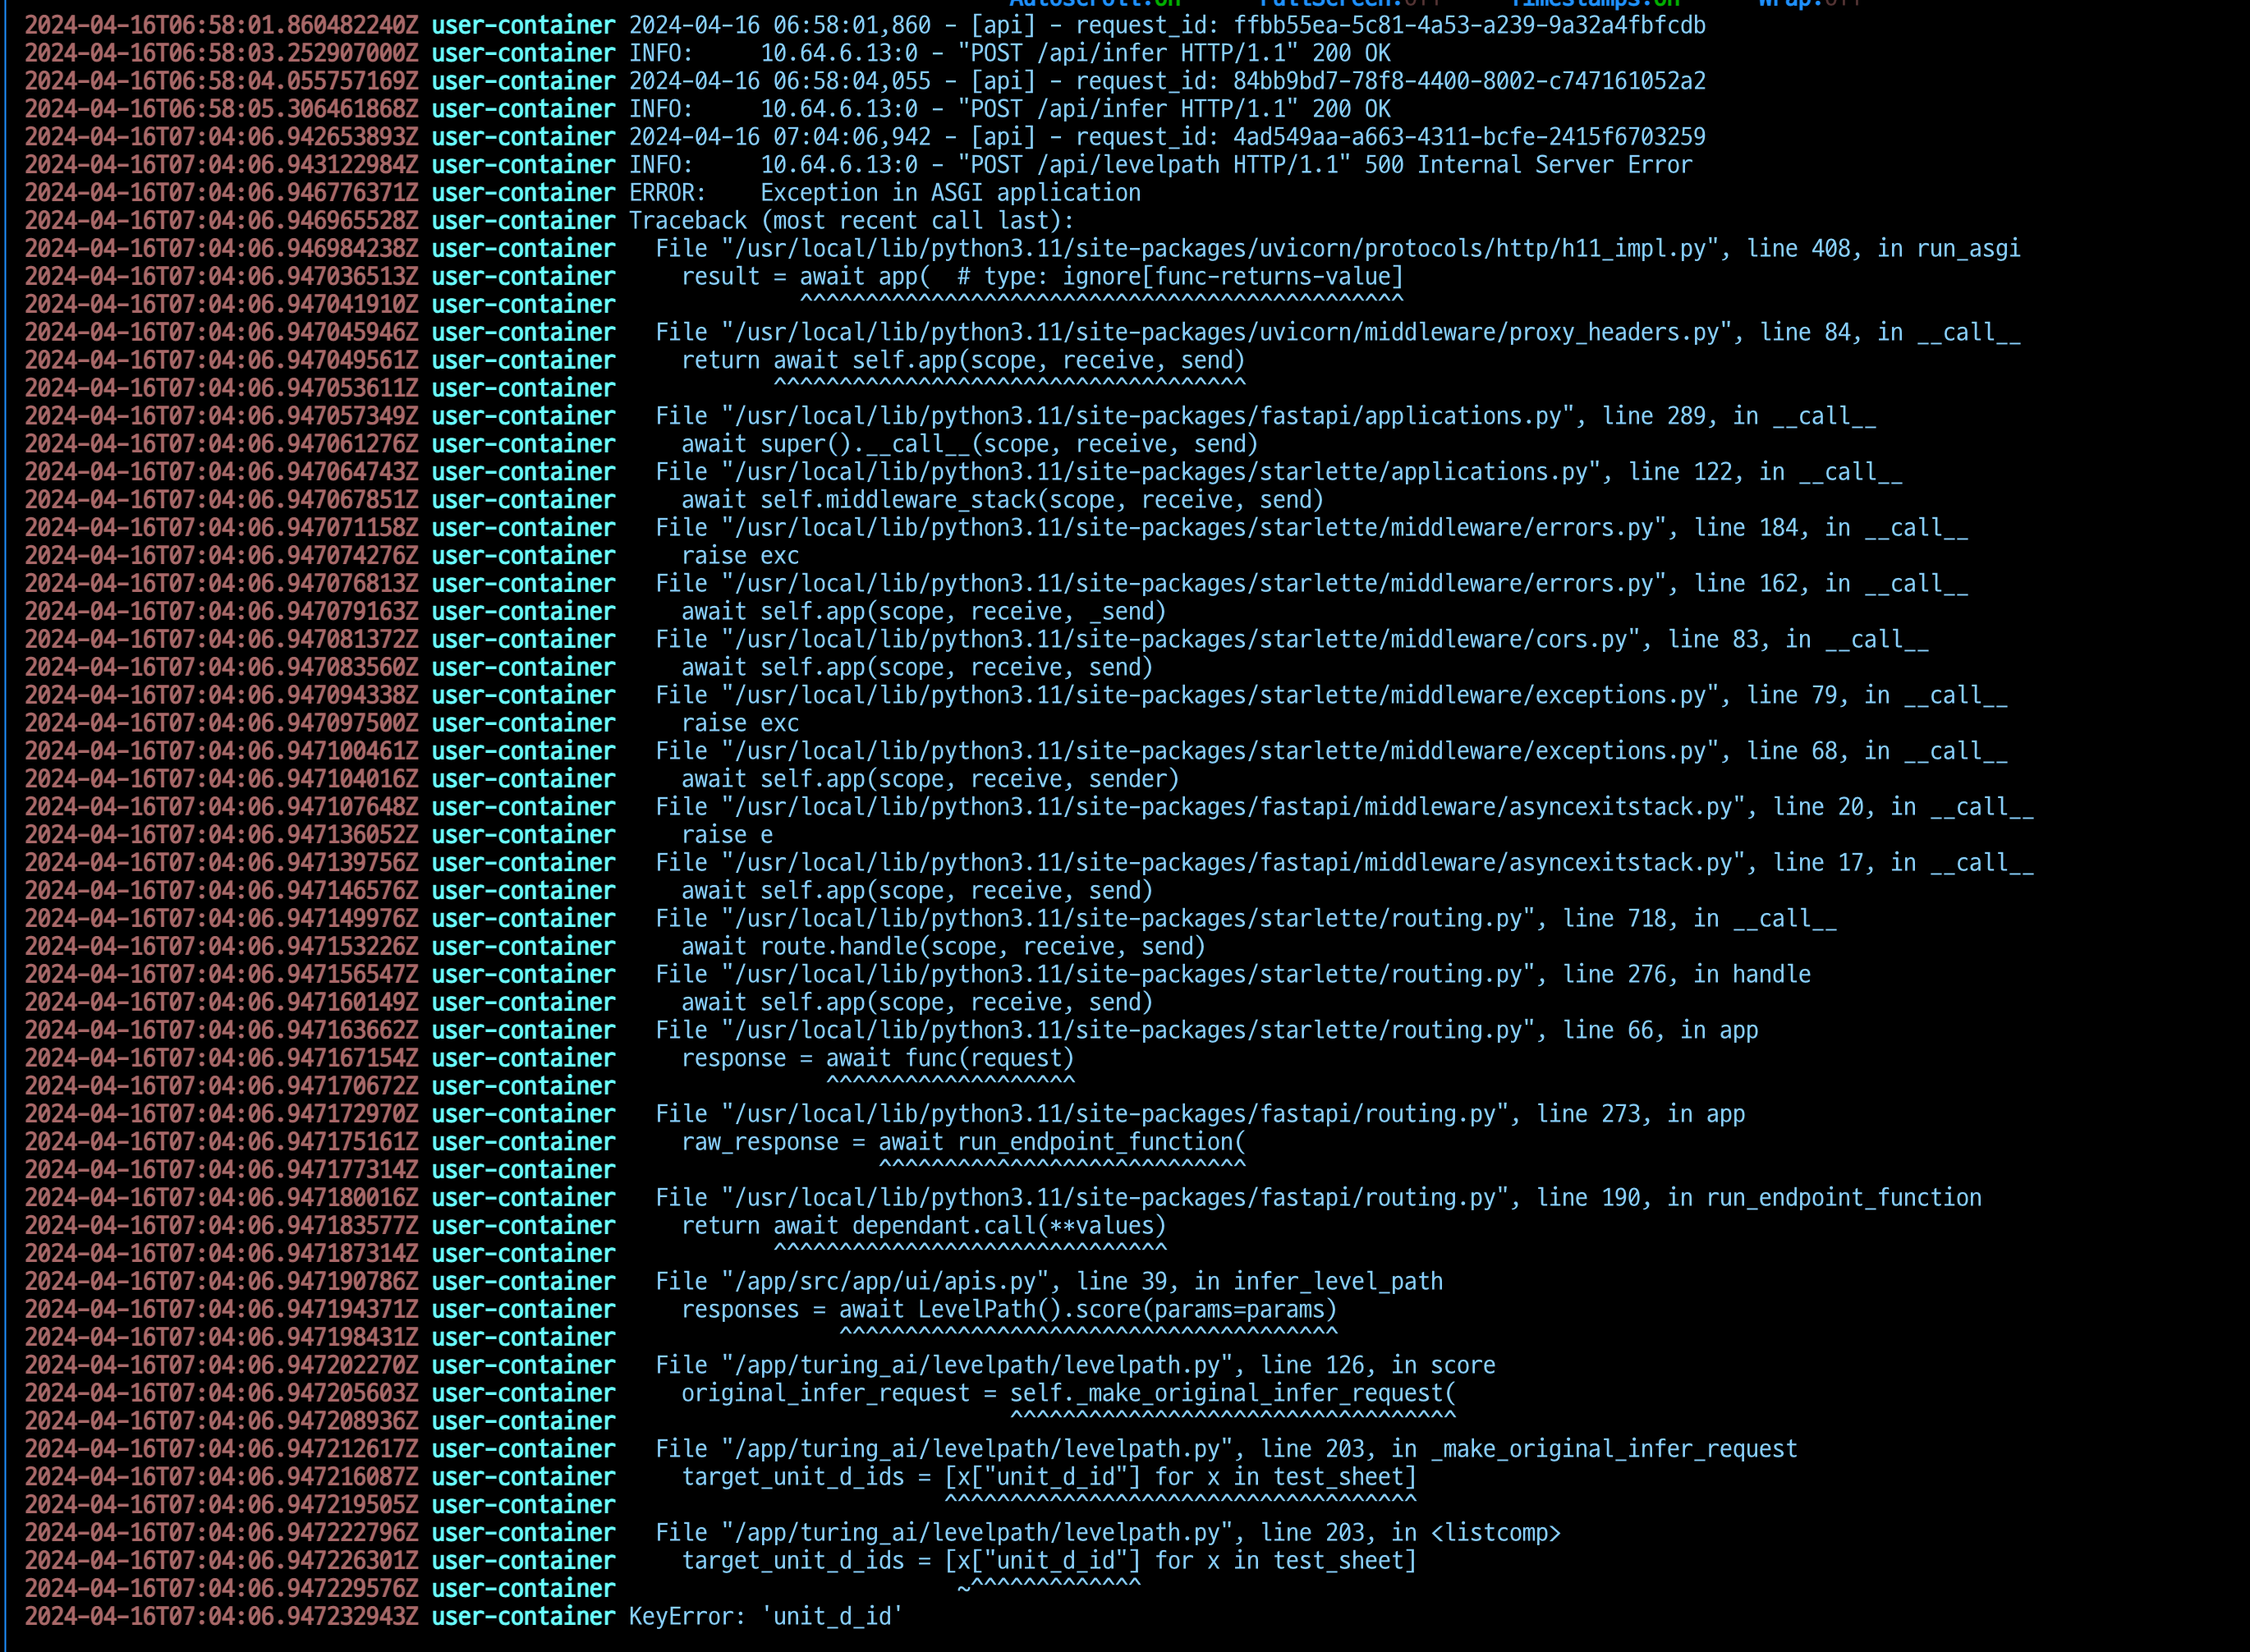 Autoscroll:On FullScreen:Off Timestamps:On Wrap:Off
2024-04-16T06:58:01.860482240Z user-container 2024-04-16 06:58:01,860 - [api] - request_id: ffbb55ea-5c81-4a53-a239-9a32a4fbfcdb
2024-04-16T06:58:03.252907000Z user-container INFO:     10.64.6.13:0 - "POST /api/infer HTTP/1.1" 200 OK
2024-04-16T06:58:04.055757169Z user-container 2024-04-16 06:58:04,055 - [api] - request_id: 84bb9bd7-78f8-4400-8002-c747161052a2
2024-04-16T06:58:05.306461868Z user-container INFO:     10.64.6.13:0 - "POST /api/infer HTTP/1.1" 200 OK
2024-04-16T07:04:06.942653893Z user-container 2024-04-16 07:04:06,942 - [api] - request_id: 4ad549aa-a663-4311-bcfe-2415f6703259
2024-04-16T07:04:06.943122984Z user-container INFO:     10.64.6.13:0 - "POST /api/levelpath HTTP/1.1" 500 Internal Server Error
2024-04-16T07:04:06.946776371Z user-container ERROR:    Exception in ASGI application
2024-04-16T07:04:06.946965528Z user-container Traceback (most recent call last):
2024-04-16T07:04:06.946984238Z user-container   File "/usr/local/lib/python3.11/site-packages/uvicorn/protocols/http/h11_impl.py", line 408, in run_asgi
2024-04-16T07:04:06.947036513Z user-container     result = await app(  # type: ignore[func-returns-value]
2024-04-16T07:04:06.947041910Z user-container              ^^^^^^^^^^^^^^^^^^^^^^^^^^^^^^^^^^^^^^^^^^^^^^
2024-04-16T07:04:06.947045946Z user-container   File "/usr/local/lib/python3.11/site-packages/uvicorn/middleware/proxy_headers.py", line 84, in __call__
2024-04-16T07:04:06.947049561Z user-container     return await self.app(scope, receive, send)
2024-04-16T07:04:06.947053611Z user-container            ^^^^^^^^^^^^^^^^^^^^^^^^^^^^^^^^^^^^
2024-04-16T07:04:06.947057349Z user-container   File "/usr/local/lib/python3.11/site-packages/fastapi/applications.py", line 289, in __call__
2024-04-16T07:04:06.947061276Z user-container     await super().__call__(scope, receive, send)
2024-04-16T07:04:06.947064743Z user-container   File "/usr/local/lib/python3.11/site-packages/starlette/applications.py", line 122, in __call__
2024-04-16T07:04:06.947067851Z user-container     await self.middleware_stack(scope, receive, send)
2024-04-16T07:04:06.947071158Z user-container   File "/usr/local/lib/python3.11/site-packages/starlette/middleware/errors.py", line 184, in __call__
2024-04-16T07:04:06.947074276Z user-container     raise exc
2024-04-16T07:04:06.947076813Z user-container   File "/usr/local/lib/python3.11/site-packages/starlette/middleware/errors.py", line 162, in __call__
2024-04-16T07:04:06.947079163Z user-container     await self.app(scope, receive, _send)
2024-04-16T07:04:06.947081372Z user-container   File "/usr/local/lib/python3.11/site-packages/starlette/middleware/cors.py", line 83, in __call__
2024-04-16T07:04:06.947083560Z user-container     await self.app(scope, receive, send)
2024-04-16T07:04:06.947094338Z user-container   File "/usr/local/lib/python3.11/site-packages/starlette/middleware/exceptions.py", line 79, in __call__
2024-04-16T07:04:06.947097500Z user-container     raise exc
2024-04-16T07:04:06.947100461Z user-container   File "/usr/local/lib/python3.11/site-packages/starlette/middleware/exceptions.py", line 68, in __call__
2024-04-16T07:04:06.947104016Z user-container     await self.app(scope, receive, sender)
2024-04-16T07:04:06.947107648Z user-container   File "/usr/local/lib/python3.11/site-packages/fastapi/middleware/asyncexitstack.py", line 20, in __call__
2024-04-16T07:04:06.947136052Z user-container     raise e
2024-04-16T07:04:06.947139756Z user-container   File "/usr/local/lib/python3.11/site-packages/fastapi/middleware/asyncexitstack.py", line 17, in __call__
2024-04-16T07:04:06.947146576Z user-container     await self.app(scope, receive, send)
2024-04-16T07:04:06.947149976Z user-container   File "/usr/local/lib/python3.11/site-packages/starlette/routing.py", line 718, in __call__
2024-04-16T07:04:06.947153226Z user-container     await route.handle(scope, receive, send)
2024-04-16T07:04:06.947156547Z user-container   File "/usr/local/lib/python3.11/site-packages/starlette/routing.py", line 276, in handle
2024-04-16T07:04:06.947160149Z user-container     await self.app(scope, receive, send)
2024-04-16T07:04:06.947163662Z user-container   File "/usr/local/lib/python3.11/site-packages/starlette/routing.py", line 66, in app
2024-04-16T07:04:06.947167154Z user-container     response = await func(request)
2024-04-16T07:04:06.947170672Z user-container                ^^^^^^^^^^^^^^^^^^^
2024-04-16T07:04:06.947172970Z user-container   File "/usr/local/lib/python3.11/site-packages/fastapi/routing.py", line 273, in app
2024-04-16T07:04:06.947175161Z user-container     raw_response = await run_endpoint_function(
2024-04-16T07:04:06.947177314Z user-container                    ^^^^^^^^^^^^^^^^^^^^^^^^^^^^
2024-04-16T07:04:06.947180016Z user-container   File "/usr/local/lib/python3.11/site-packages/fastapi/routing.py", line 190, in run_endpoint_function
2024-04-16T07:04:06.947183577Z user-container     return await dependant.call(**values)
2024-04-16T07:04:06.947187314Z user-container            ^^^^^^^^^^^^^^^^^^^^^^^^^^^^^^
2024-04-16T07:04:06.947190786Z user-container   File "/app/src/app/ui/apis.py", line 39, in infer_level_path
2024-04-16T07:04:06.947194371Z user-container     responses = await LevelPath().score(params=params)
2024-04-16T07:04:06.947198431Z user-container                 ^^^^^^^^^^^^^^^^^^^^^^^^^^^^^^^^^^^^^^
2024-04-16T07:04:06.947202270Z user-container   File "/app/turing_ai/levelpath/levelpath.py", line 126, in score
2024-04-16T07:04:06.947205603Z user-container     original_infer_request = self._make_original_infer_request(
2024-04-16T07:04:06.947208936Z user-container                              ^^^^^^^^^^^^^^^^^^^^^^^^^^^^^^^^^^
2024-04-16T07:04:06.947212617Z user-container   File "/app/turing_ai/levelpath/levelpath.py", line 203, in _make_original_infer_request
2024-04-16T07:04:06.947216087Z user-container     target_unit_d_ids = [x["unit_d_id"] for x in test_sheet]
2024-04-16T07:04:06.947219505Z user-container                         ^^^^^^^^^^^^^^^^^^^^^^^^^^^^^^^^^^^^
2024-04-16T07:04:06.947222796Z user-container   File "/app/turing_ai/levelpath/levelpath.py", line 203, in <listcomp>
2024-04-16T07:04:06.947226301Z user-container     target_unit_d_ids = [x["unit_d_id"] for x in test_sheet]
2024-04-16T07:04:06.947229576Z user-container                          ~^^^^^^^^^^^^^
2024-04-16T07:04:06.947232943Z user-container KeyError: 'unit_d_id'